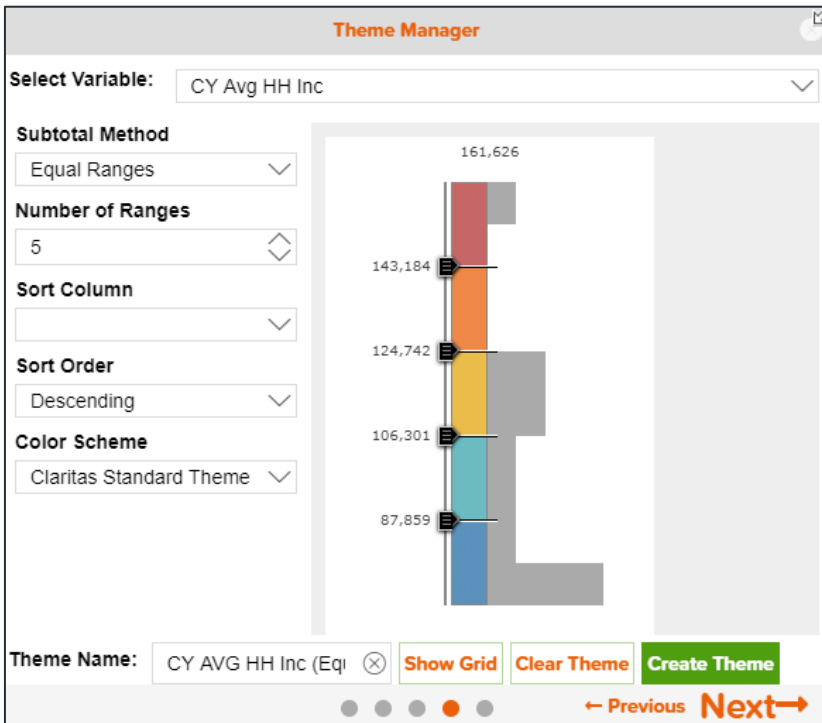 Theme Manager
Select Variable:
CY Avg HH Inc
Subtotal Method
Equal Ranges
Number of Ranges
5
Sort Column
Sort Order
Descending
Color Scheme
Claritas Standard Theme
161,626
143,184
124,742
106,301
87,859
Theme Name:
CY AVG HH Inc (Equ
Show Grid
Clear Theme
Create Theme
← Previous
Next→